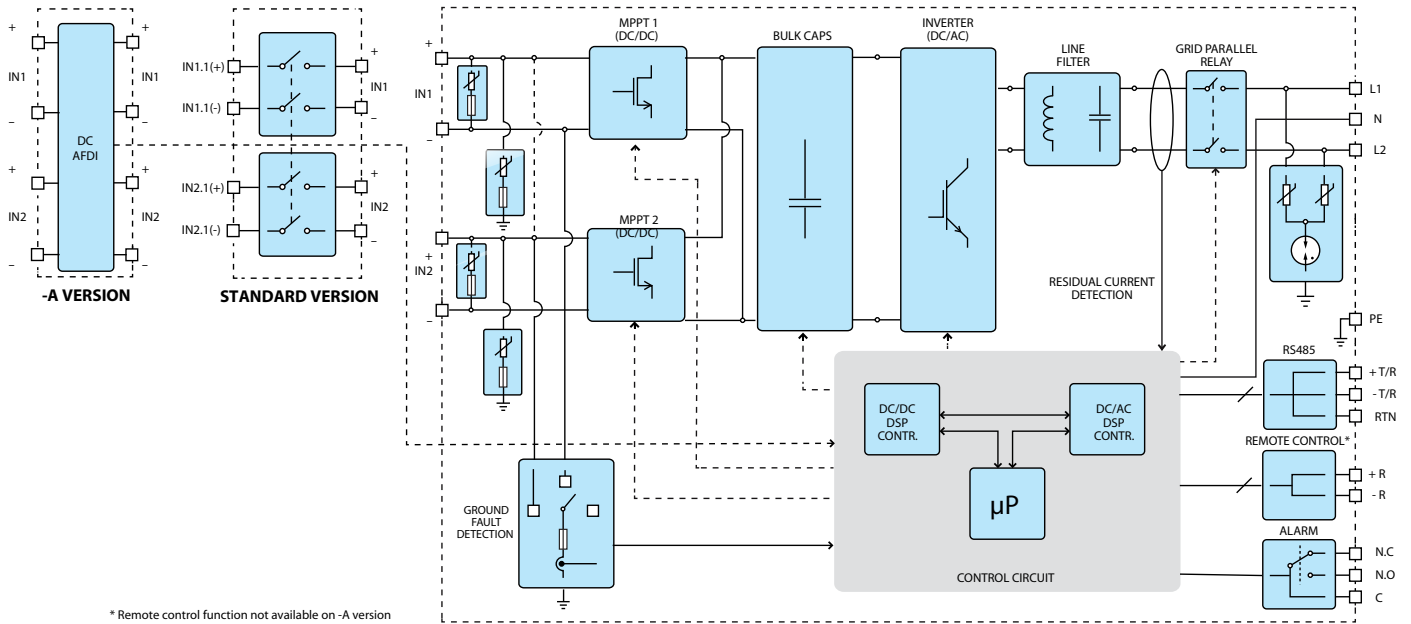 +
IN1
–
+
IN2
–
DC
AFDI
+
IN1
–
+
IN2
–
-A VERSION
IN1.1(+)
IN1.1(-)
IN2.1(+)
IN2.1(-)
+
IN1
–
+
IN2
–
STANDARD VERSION
+
IN1
–
+
IN2
–
MPPT 1
(DC/DC)
MPPT 2
(DC/DC)
BULK CAPS
INVERTER
(DC/AC)
LINE
FILTER
GRID PARALLEL
RELAY
L1
N
L2
RESIDUAL CURRENT
DETECTION
PE
RS485
+ T/R
- T/R
RTN
REMOTE CONTROL*
+ R
- R
ALARM
N.C
N.O
C
DC/DC
DSP
CONTR.
DC/AC
DSP
CONTR.
µP
CONTROL CIRCUIT
GROUND
FAULT
DETECTION
* Remote control function not available on -A version